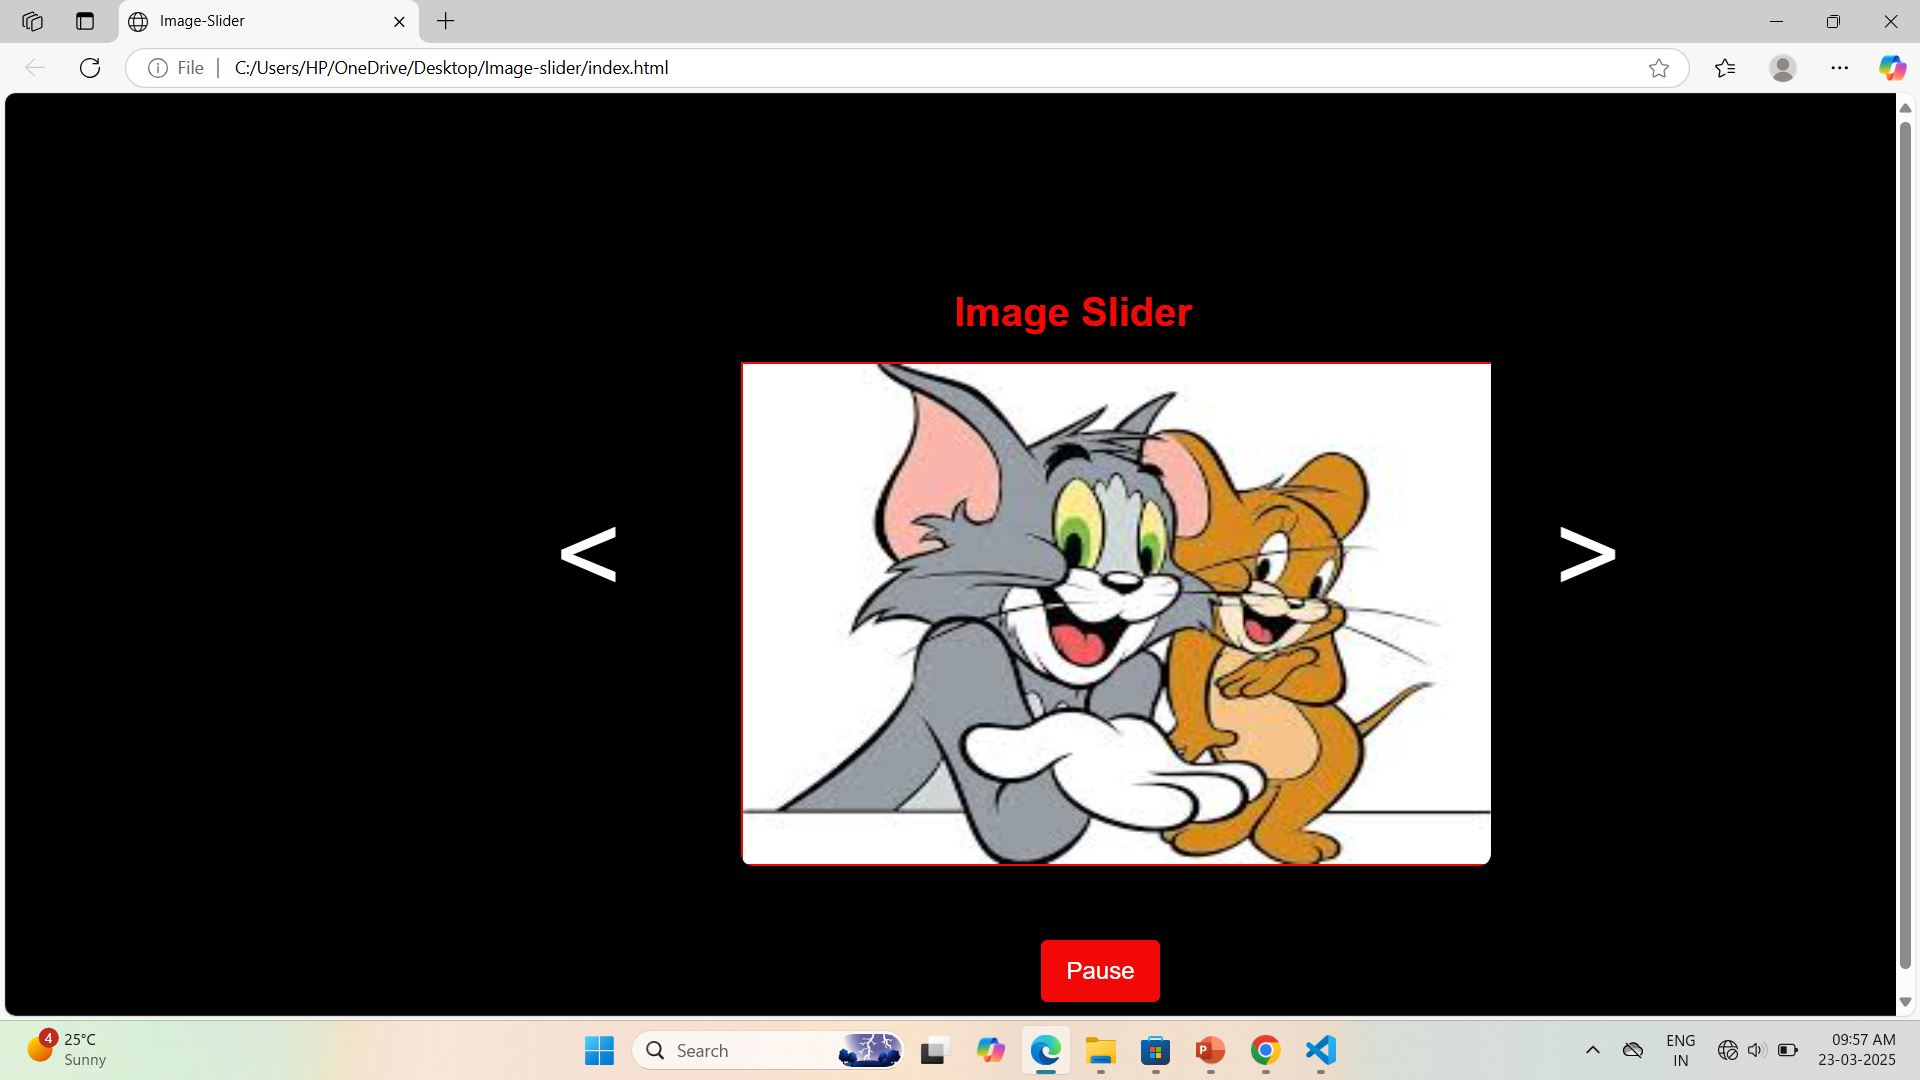 Image-Slider
File
C:/Users/HP/OneDrive/Desktop/Image-slider/index.html
Image Slider
<
>
Pause
4
25°C
Sunny
Search
P
ENG
IN
09:57 AM
23-03-2025